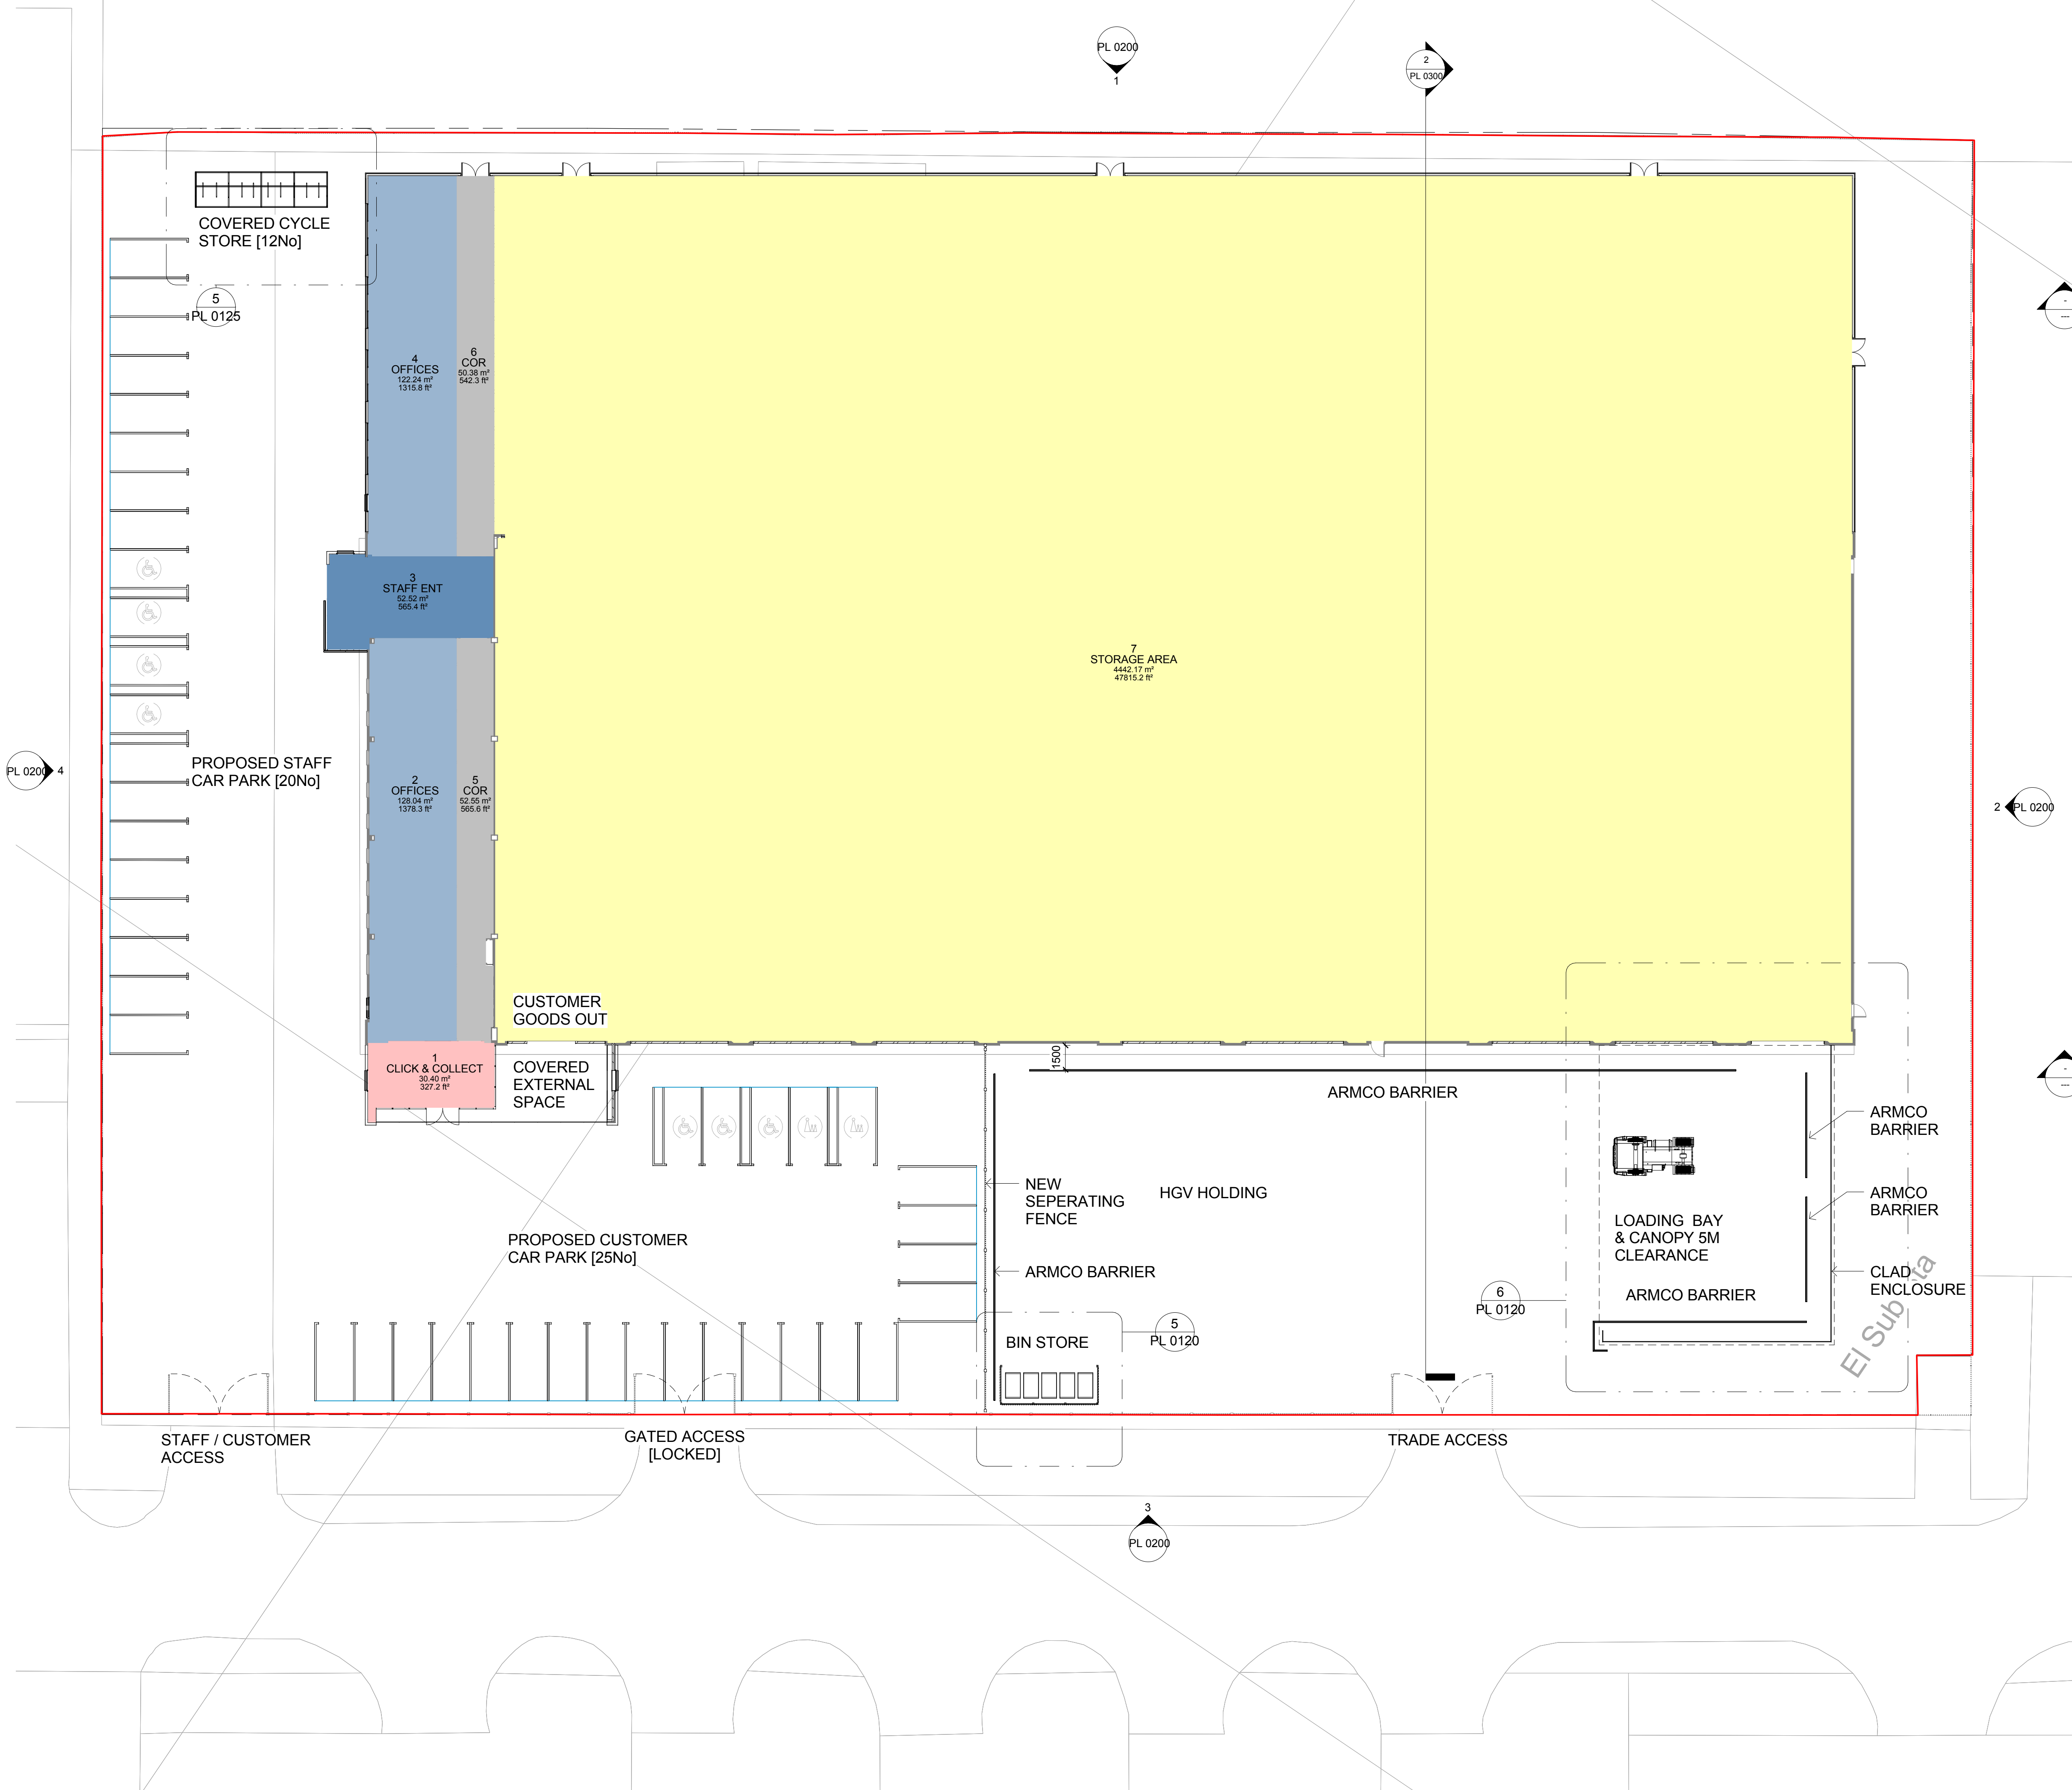 PL 0200
1
2
PL 0300
COVERED CYCLE
STORE [12No]
5
PL 0125
4
OFFICES
122.24 m²
1315.8 ft²
6
COR
50.38 m²
542.3 ft²
3
STAFF ENT
52.52 m²
565.4 ft²
7
STORAGE AREA
4442.17 m²
47815.2 ft²
PROPOSED STAFF
CAR PARK [20No]
PL 0200
4
2
OFFICES
128.04 m²
1378.3 ft²
5
COR
52.55 m²
565.6 ft²
2
PL 0200
CUSTOMER
GOODS OUT
1
CLICK & COLLECT
30.40 m²
327.2 ft²
COVERED
EXTERNAL
SPACE
1500
ARMCO BARRIER
ARMCO
BARRIER
NEW
SEPERATING
FENCE
HGV HOLDING
ARMCO
BARRIER
LOADING BAY
& CANOPY 5M
CLEARANCE
PROPOSED CUSTOMER
CAR PARK [25No]
ARMCO BARRIER
CLAD
ENCLOSURE
ARMCO BARRIER
6
PL 0120
5
PL 0120
BIN STORE
El Sub Sta
STAFF / CUSTOMER
ACCESS
GATED ACCESS
[LOCKED]
TRADE ACCESS
3
PL 0200